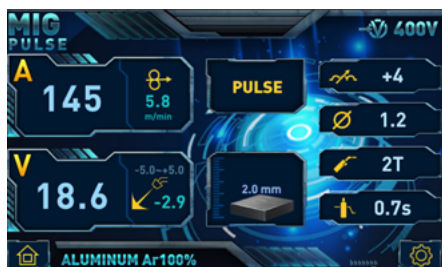 MIG
PULSE
400V
A
145
5.8
m/min
PULSE
+4
1.2
V
18.6
-5.0~+5.0
-2.9
2.0 mm
2T
0.7s
ALUMINUM Ar100%